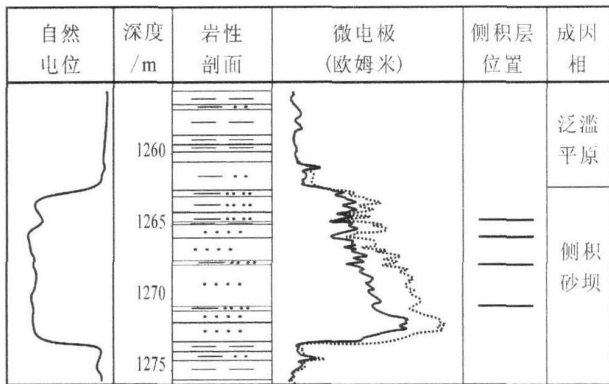 自然
电位
深度
/m
岩性
剖面
微电极
(欧姆米)
侧积层
位置
成因
相
1260
1265
1270
1275
泛滥
平原
侧积
砂坝